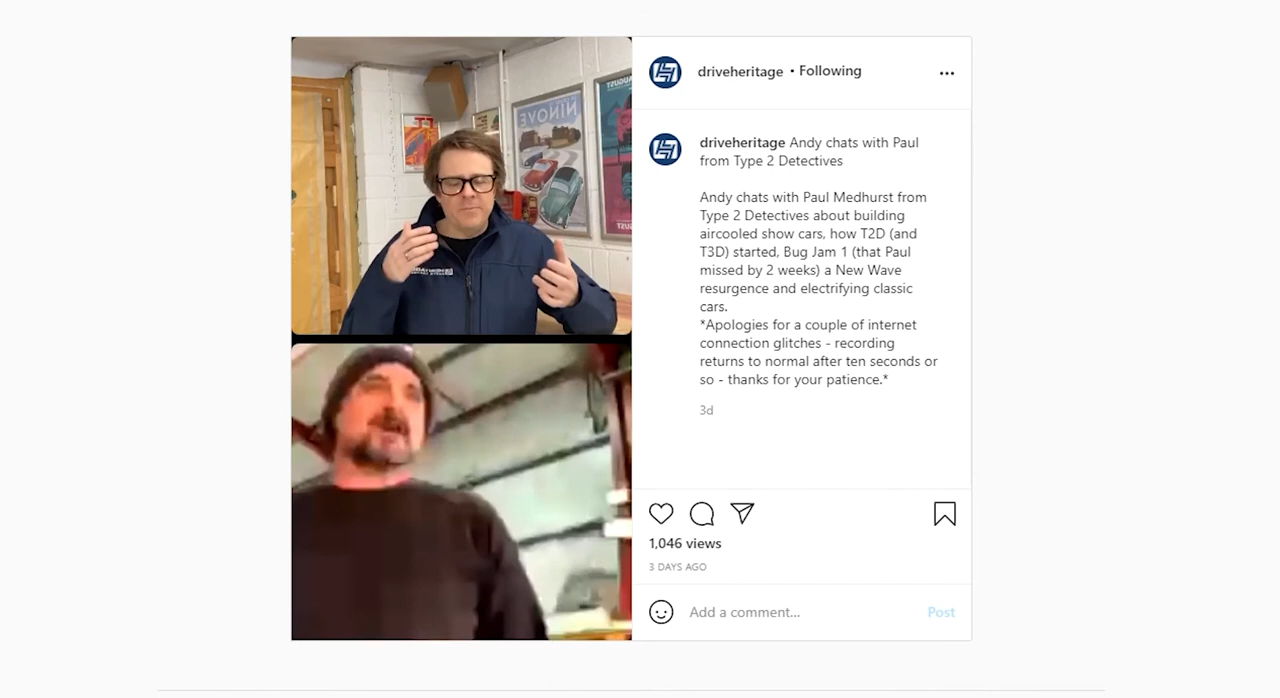 driveheritage • Following
driveheritage Andy chats with Paul
from Type 2 Detectives
Andy chats with Paul Medhurst from
Type 2 Detectives about building
aircooled show cars, how T2D (and
T3D) started, Bug Jam 1 (that Paul
missed by 2 weeks) a New Wave
resurgence and electrifying classic
cars.
*Apologies for a couple of internet
connection glitches - recording
returns to normal after ten seconds or
so - thanks for your patience.*
3d
1,046 views
3 DAYS AGO
Add a comment...
Post
NINOVE
AUGUST